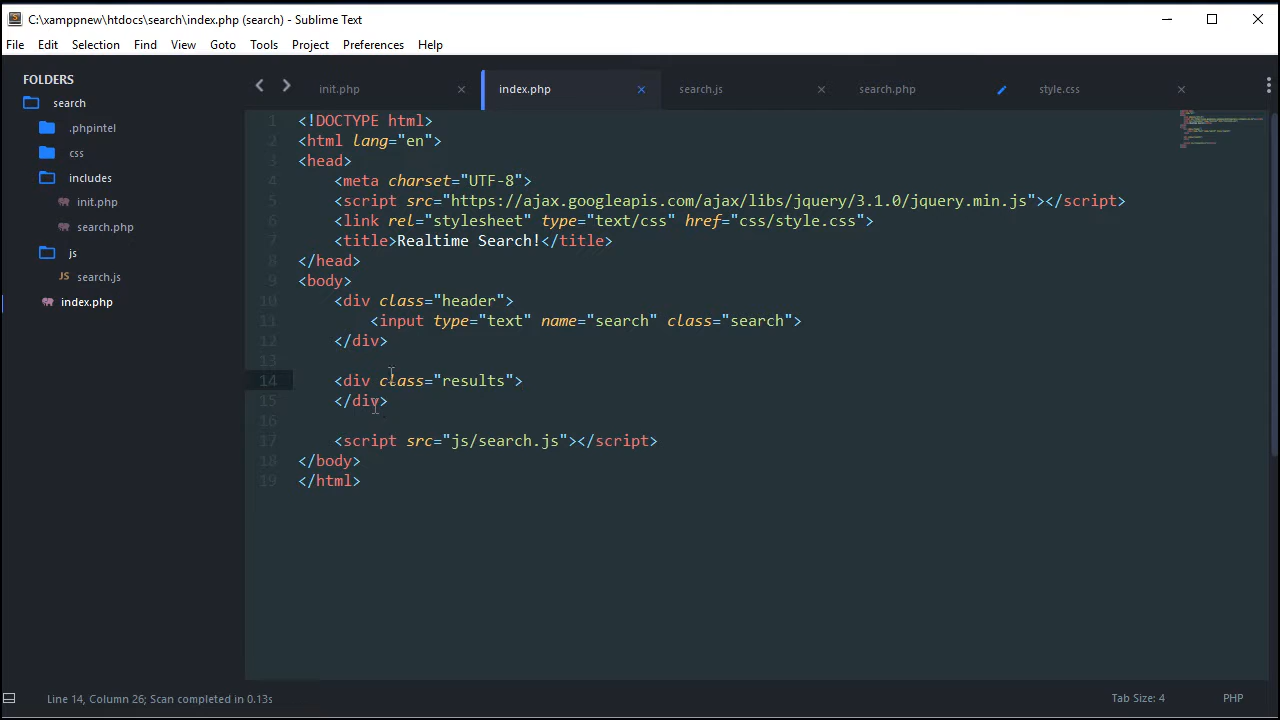 C:\xamppnew\htdocs\search\index.php (search) - Sublime Text
File Edit Selection Find View Goto Tools Project Preferences Help
FOLDERS
search
.phpintel
css
includes
init.php
search.php
js
JS search.js
index.php
init.php index.php search.js search.php style.css
1 <!DOCTYPE html>
2 <html lang="en">
3 <head>
4 <meta charset="UTF-8">
5 <script src="https://ajax.googleapis.com/ajax/libs/jquery/3.1.0/jquery.min.js"></script>
6 <link rel="stylesheet" type="text/css" href="css/style.css">
7 <title>Realtime Search!</title>
8 </head>
9 <body>
10 <div class="header">
11 <input type="text" name="search" class="search">
12 </div>
13
14 <div class="results">
15 </div>
16
17 <script src="js/search.js"></script>
18 </body>
19 </html>
Line 14, Column 26; Scan completed in 0.13s
Tab Size: 4
PHP